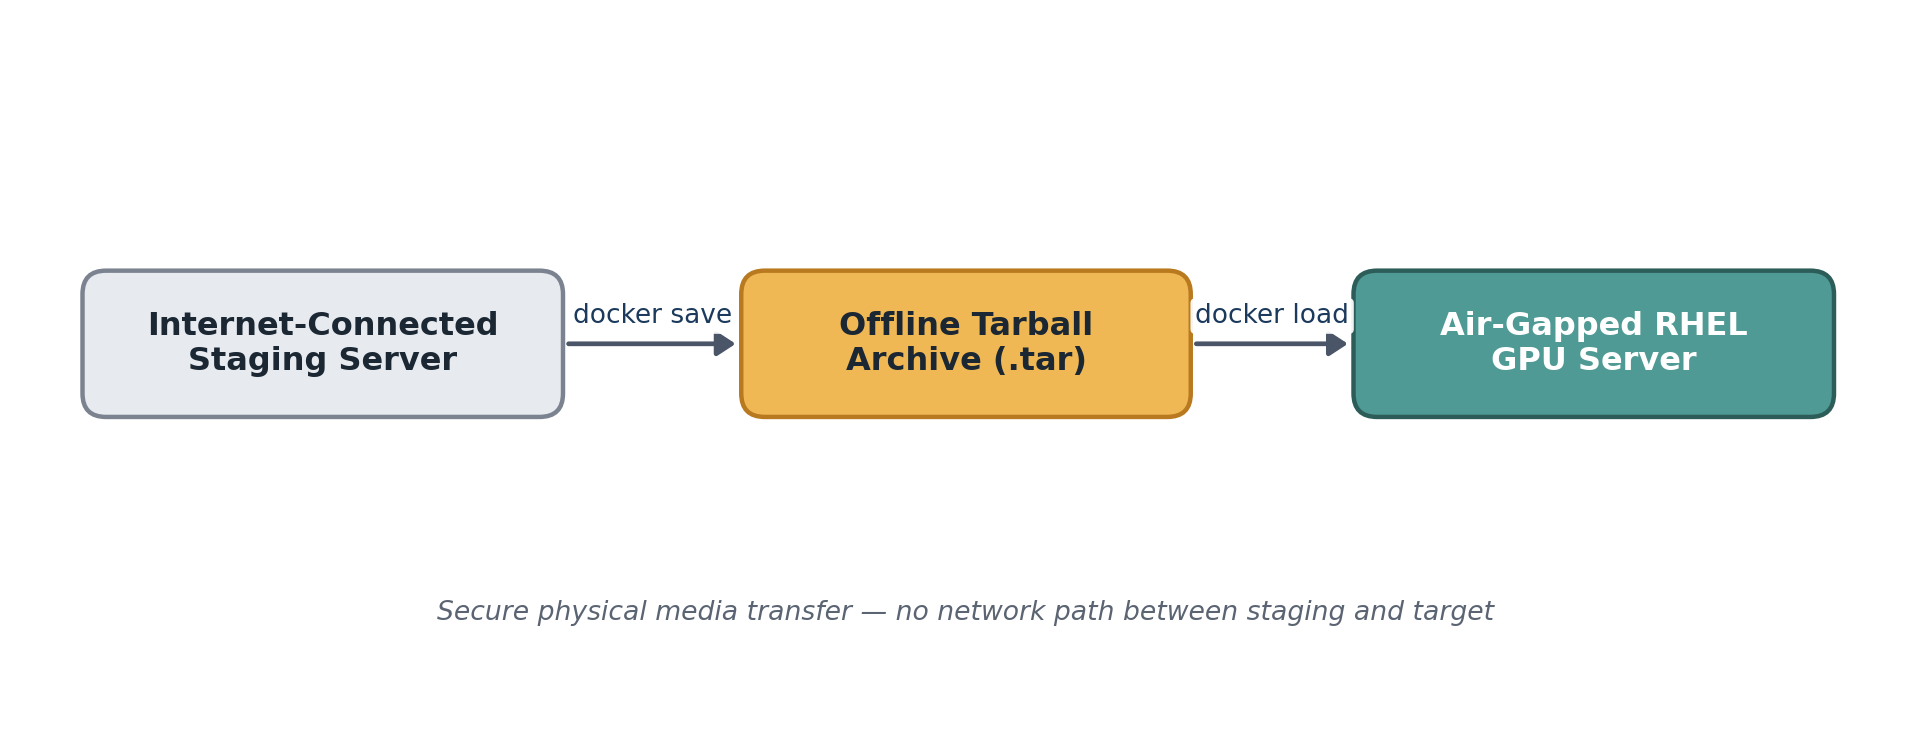 Internet-Connected
Staging Server
docker save
Offline Tarball
Archive (.tar)
docker load
Air-Gapped RHEL
GPU Server
Secure physical media transfer — no network path between staging and target